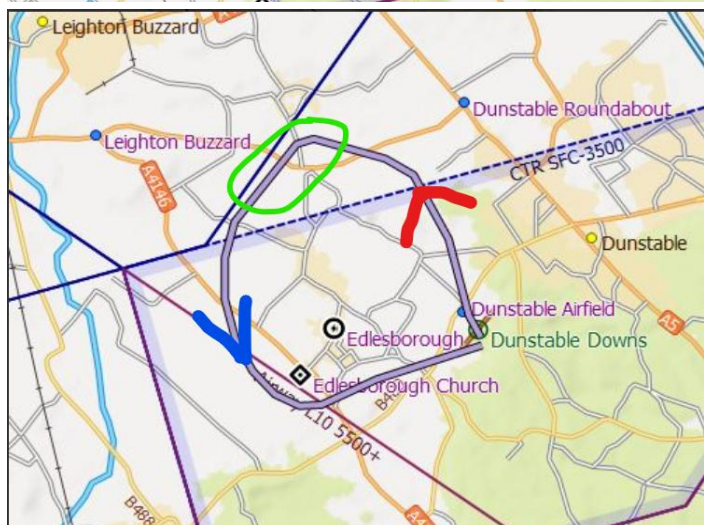 Leighton Buzzard
Dunstable Roundabout
Leighton Buzzard
CTR SFC-3500
A4146
Dunstable
Dunstable Airfield
A5
Edlesborough
Dunstable Downs
Edlesborough Church
Airway L10 5500+
B488